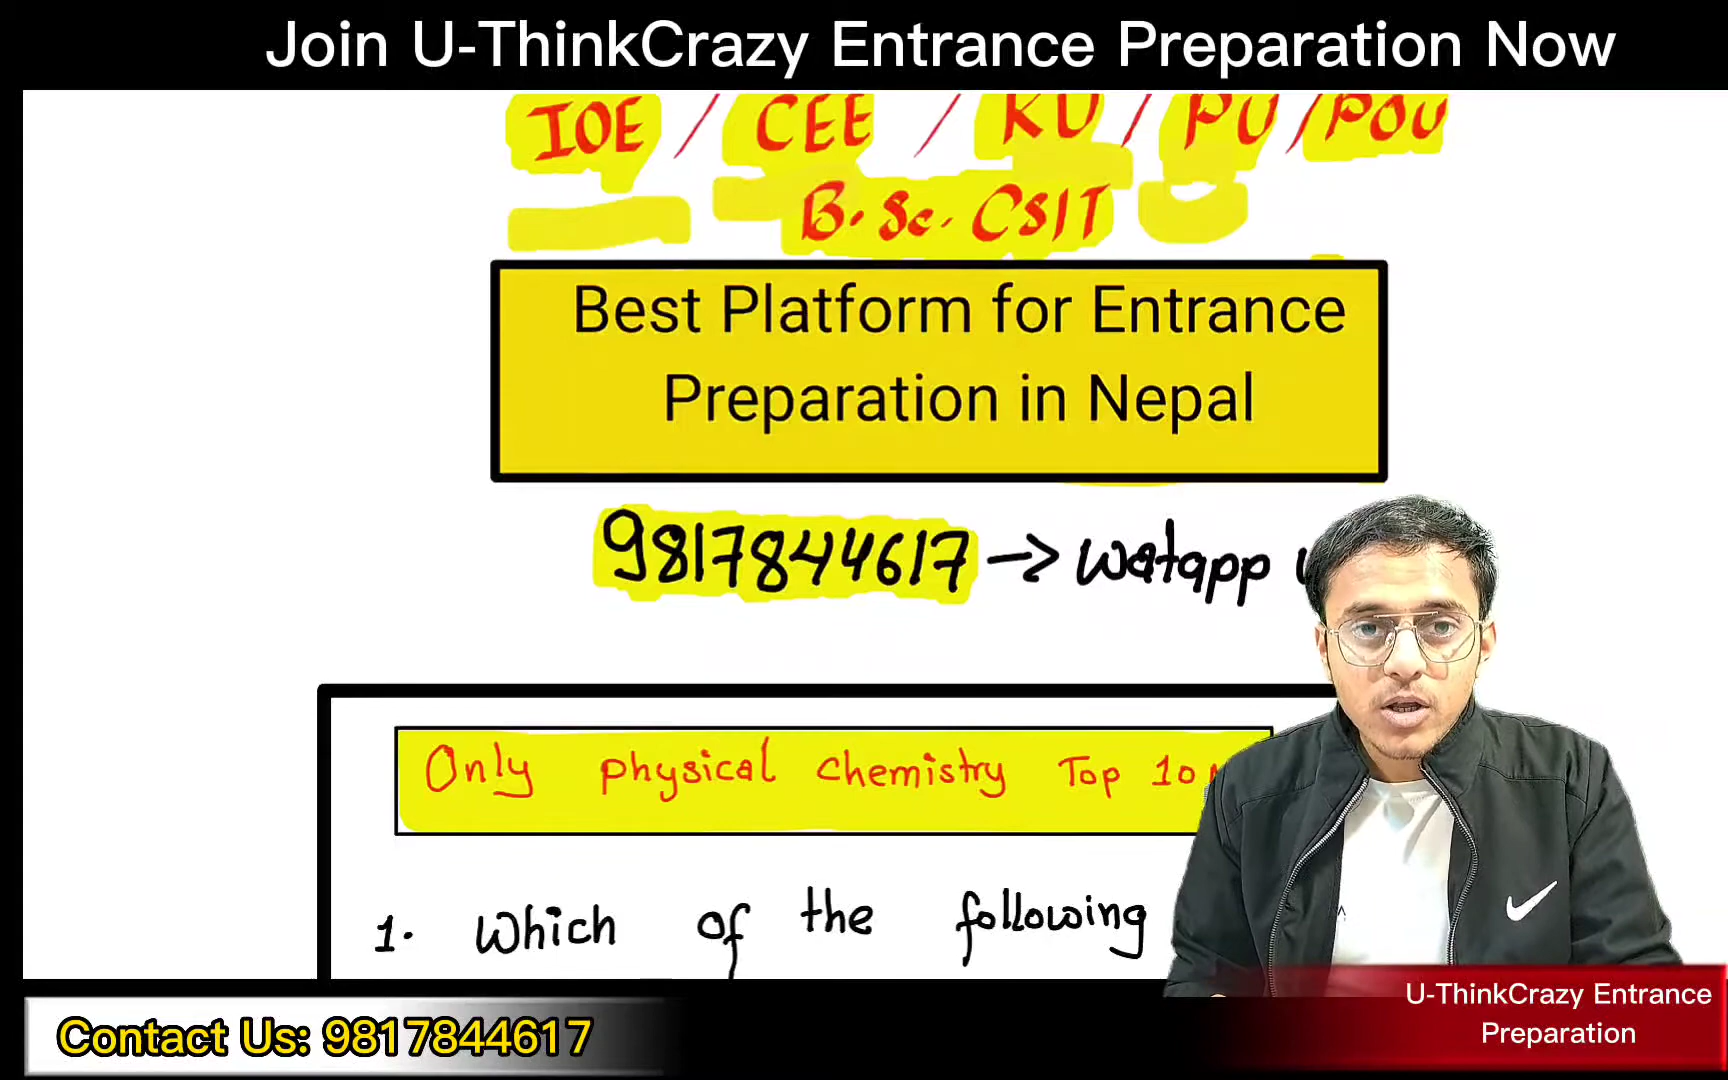 Join U-ThinkCrazy Entrance Preparation Now
IOE / CEE / KU / PU / POU
B.Sc. CSIT
Best Platform for Entrance
Preparation in Nepal
9817844617 → watapp
Only physical chemistry Top 10
1. Which of the following
U-ThinkCrazy Entrance
Preparation
Contact Us: 9817844617